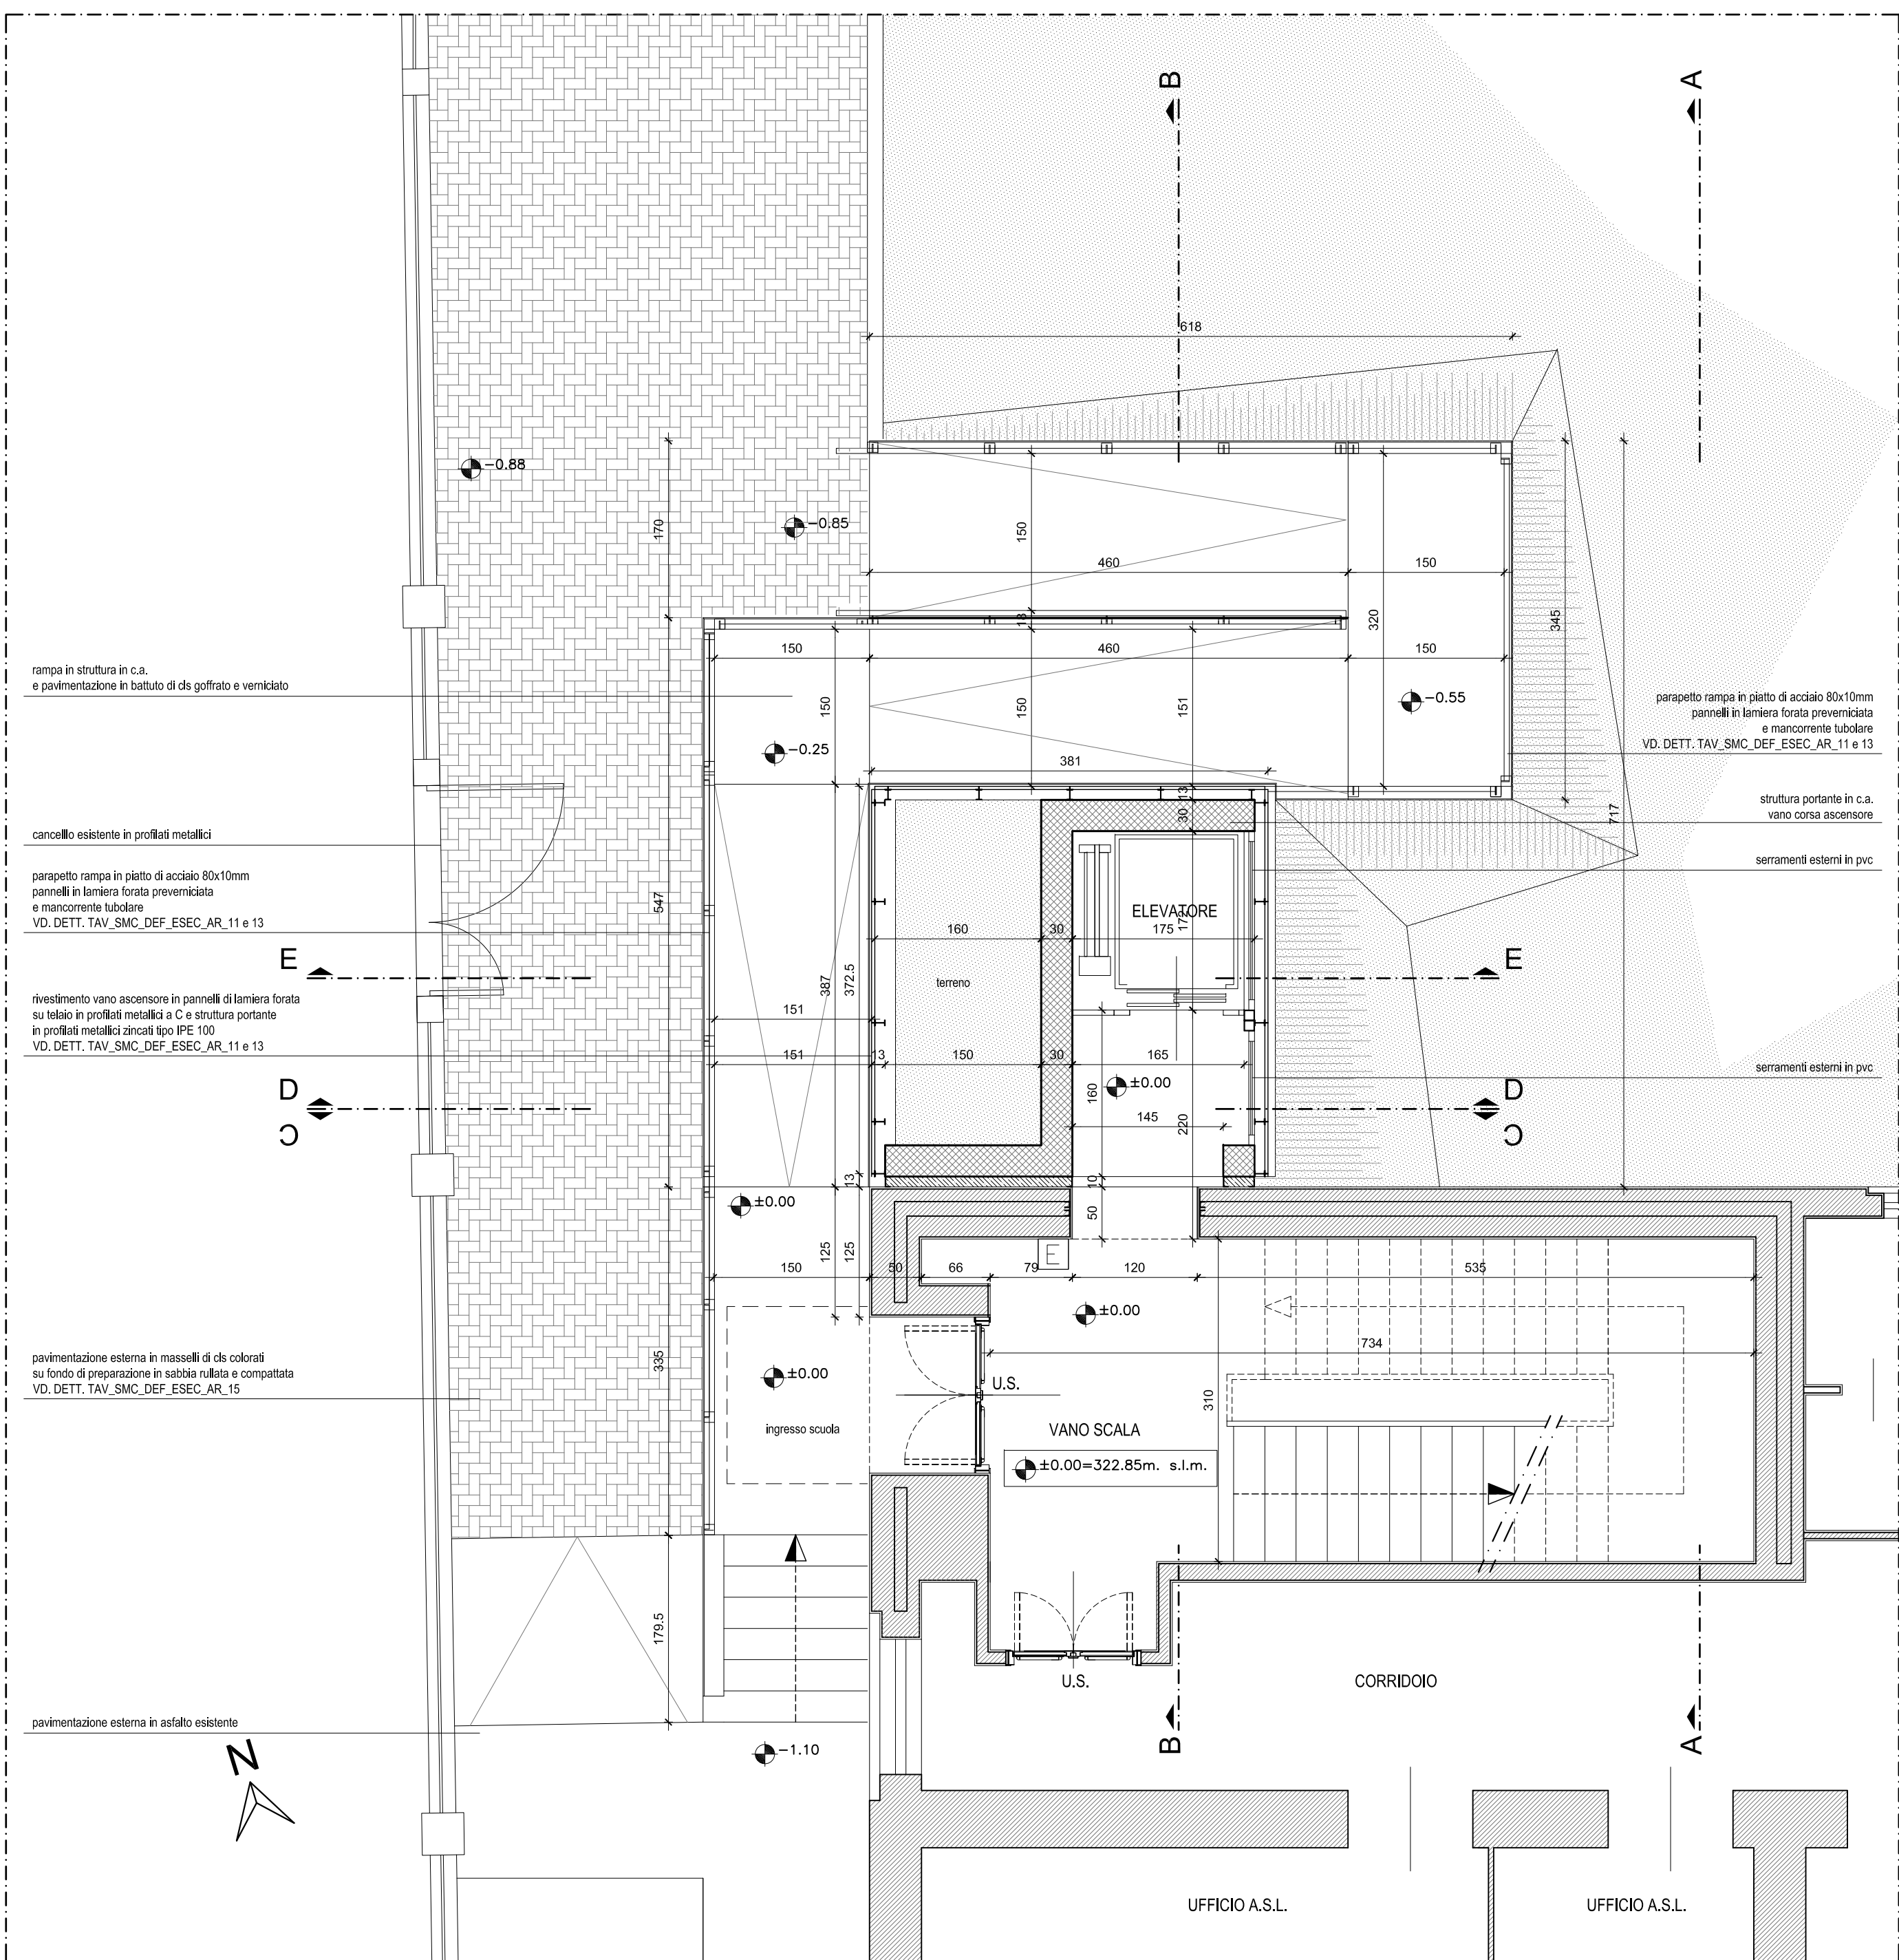 B
A
618
-0.88
170
-0.85
150
460
150
320
345
18
150
460
150
rampa in struttura in c.a.
e pavimentazione in battuto di cls goffrato e verniciato
150
150
151
-0.55
parapetto rampa in piatto di acciaio 80x10mm
pannelli in lamiera forata preverniciata
e mancorrente tubolare
VD. DETT. TAV_SMC_DEF_ESEC_AR_11 e 13
-0.25
381
13
30
717
struttura portante in c.a.
vano corsa ascensore
cancelllo esistente in profilati metallici
serramenti esterni in pvc
parapetto rampa in piatto di acciaio 80x10mm
pannelli in lamiera forata preverniciata
e mancorrente tubolare
VD. DETT. TAV_SMC_DEF_ESEC_AR_11 e 13
547
ELEVATORE
172
160
30
175
E
E
387
372.5
terreno
rivestimento vano ascensore in pannelli di lamiera forata
su telaio in profilati metallici a C e struttura portante
in profilati metallici zincati tipo IPE 100
VD. DETT. TAV_SMC_DEF_ESEC_AR_11 e 13
151
151
13
150
30
165
serramenti esterni in pvc
±0.00
160
145
220
D
D
C
C
13
10
±0.00
50
125
125
E
150
50
66
79
120
535
±0.00
734
335
pavimentazione esterna in masselli di cls colorati
su fondo di preparazione in sabbia rullata e compattata
VD. DETT. TAV_SMC_DEF_ESEC_AR_15
±0.00
U.S.
310
ingresso scuola
VANO SCALA
±0.00=322.85m. s.l.m.
179.5
U.S.
CORRIDOIO
pavimentazione esterna in asfalto esistente
-1.10
B
A
N
UFFICIO A.S.L.
UFFICIO A.S.L.